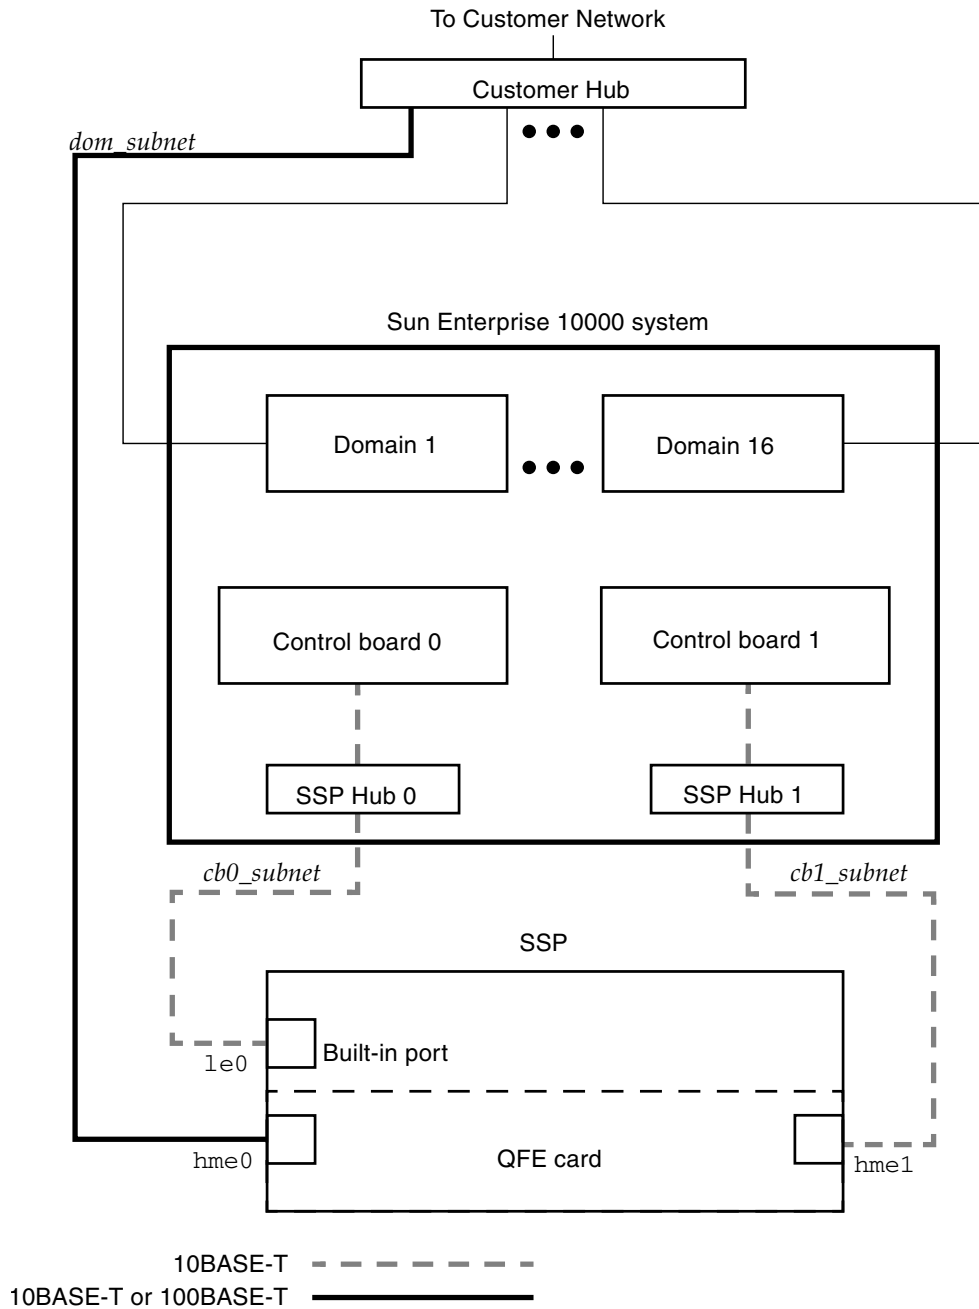 To Customer Network
Customer Hub
dom_subnet
Sun Enterprise 10000 system
Domain 1
Domain 16
Control board 0
Control board 1
SSP Hub 0
SSP Hub 1
cb0_subnet
cb1_subnet
SSP
Built-in port
le0
hme0
QFE card
hme1
10BASE-T
10BASE-T or 100BASE-T